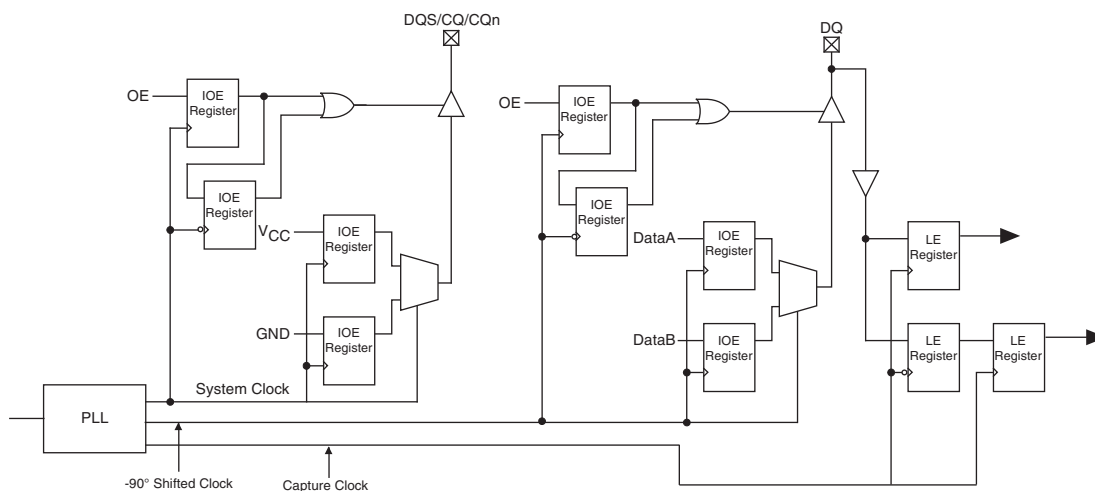 DQS/CQ/CQn
DQ
OE
IOE
Register
OE
IOE
Register
IOE
Register
IOE
Register
VCC
IOE
Register
DataA
IOE
Register
LE
Register
GND
IOE
Register
DataB
IOE
Register
LE
Register
LE
Register
System Clock
PLL
-90° Shifted Clock
Capture Clock